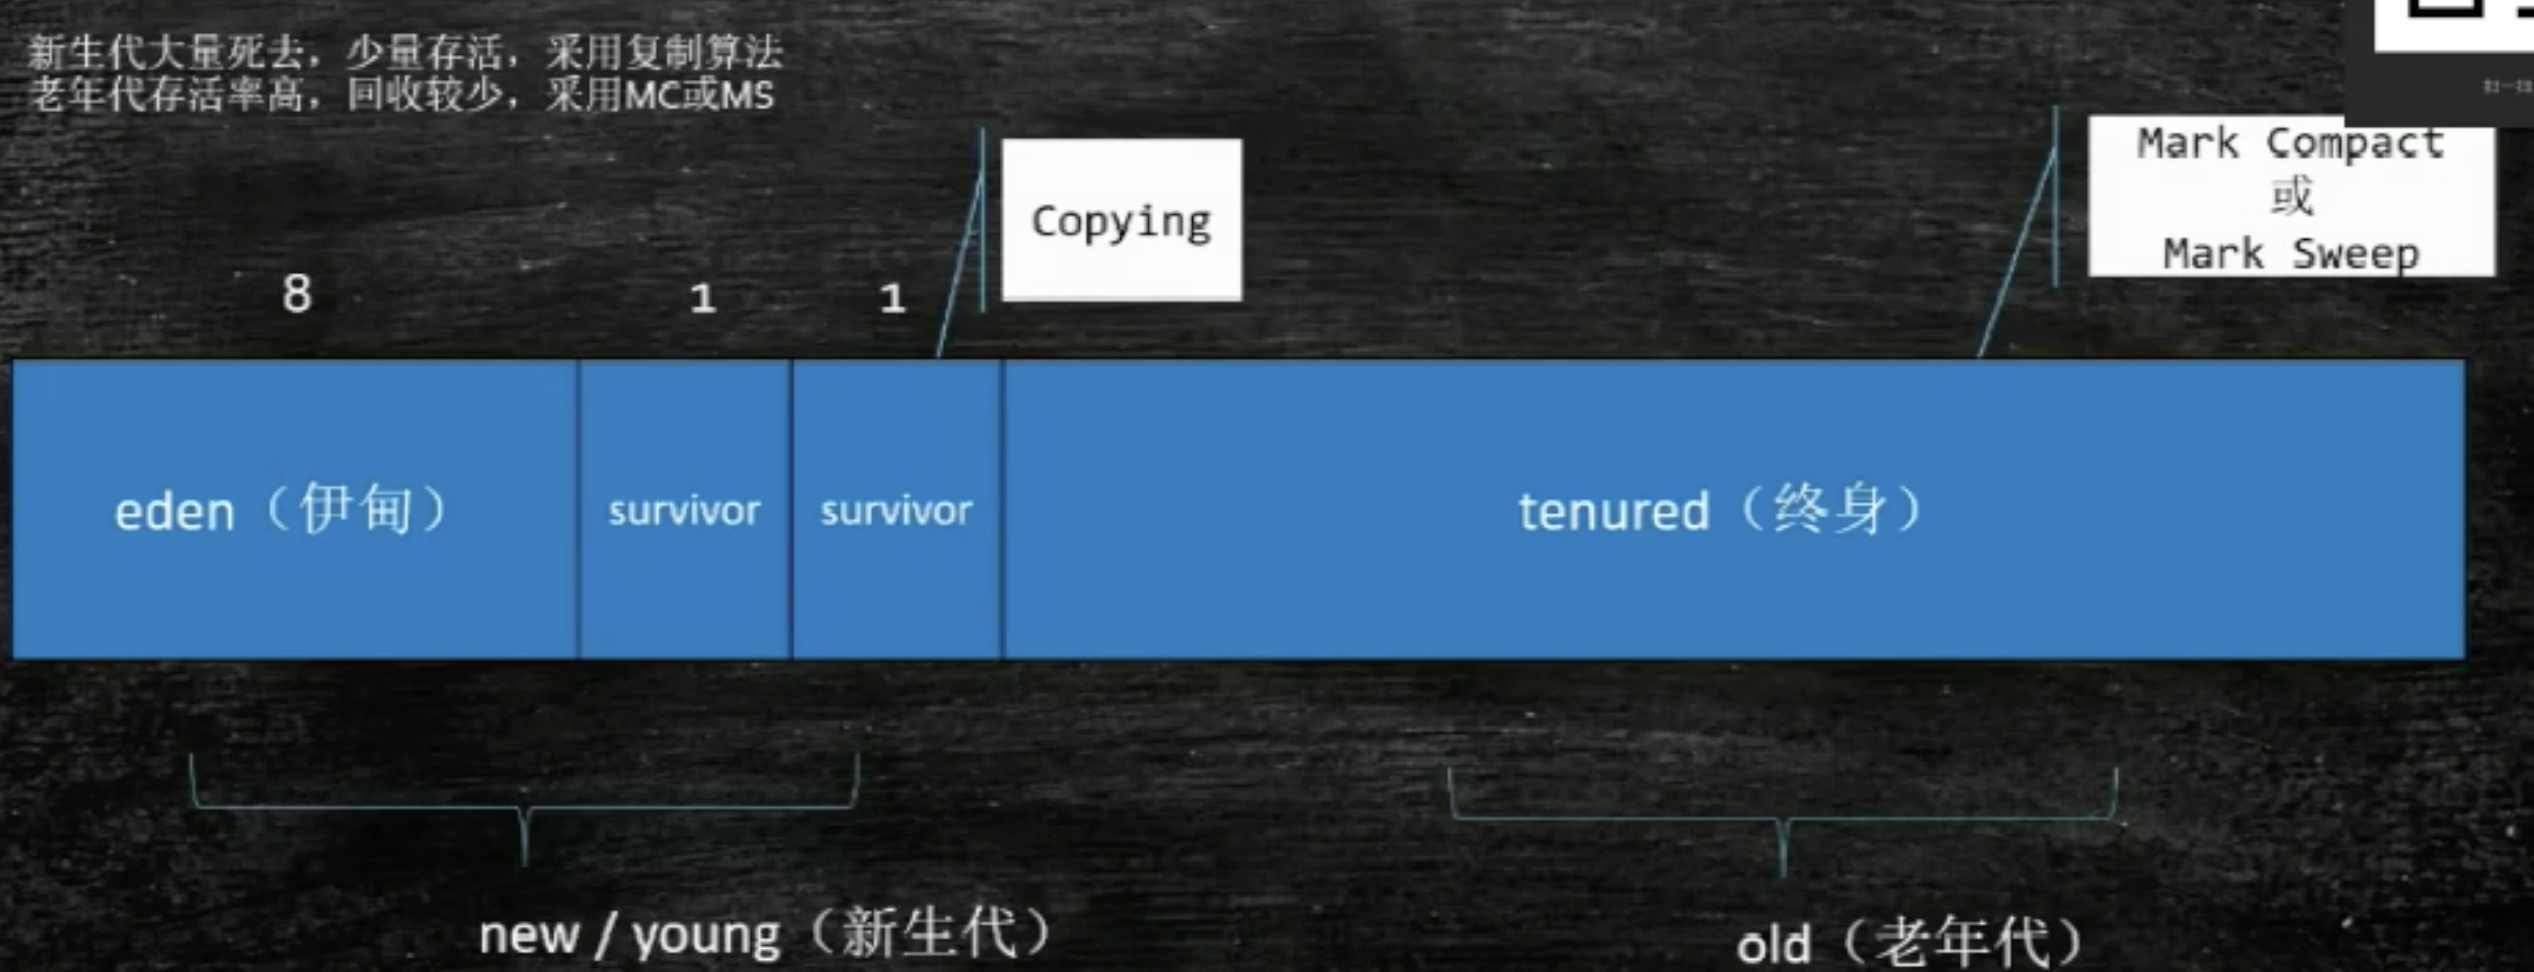 新生代大量死去，少量存活，采用复制算法
老年代存活率高，回收较少，采用MC或MS
Copying
Mark Compact
或
Mark Sweep
8
1
1
eden（伊甸）
survivor
survivor
tenured（终身）
new / young（新生代）
old（老年代）